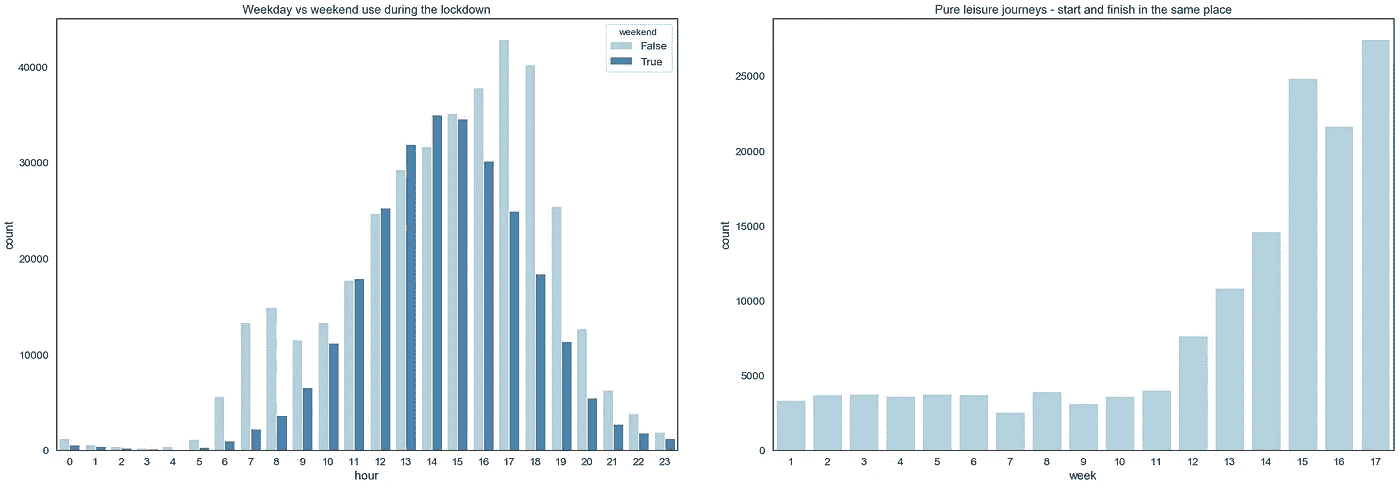 Weekday vs weekend use during the lockdown
weekend
False
True
40000
30000
20000
10000
0
count
0 1 2 3 4 5 6 7 8 9 10 11 12 13 14 15 16 17 18 19 20 21 22 23
hour
Pure leisure journeys - start and finish in the same place
25000
20000
15000
10000
5000
0
count
1 2 3 4 5 6 7 8 9 10 11 12 13 14 15 16 17
week